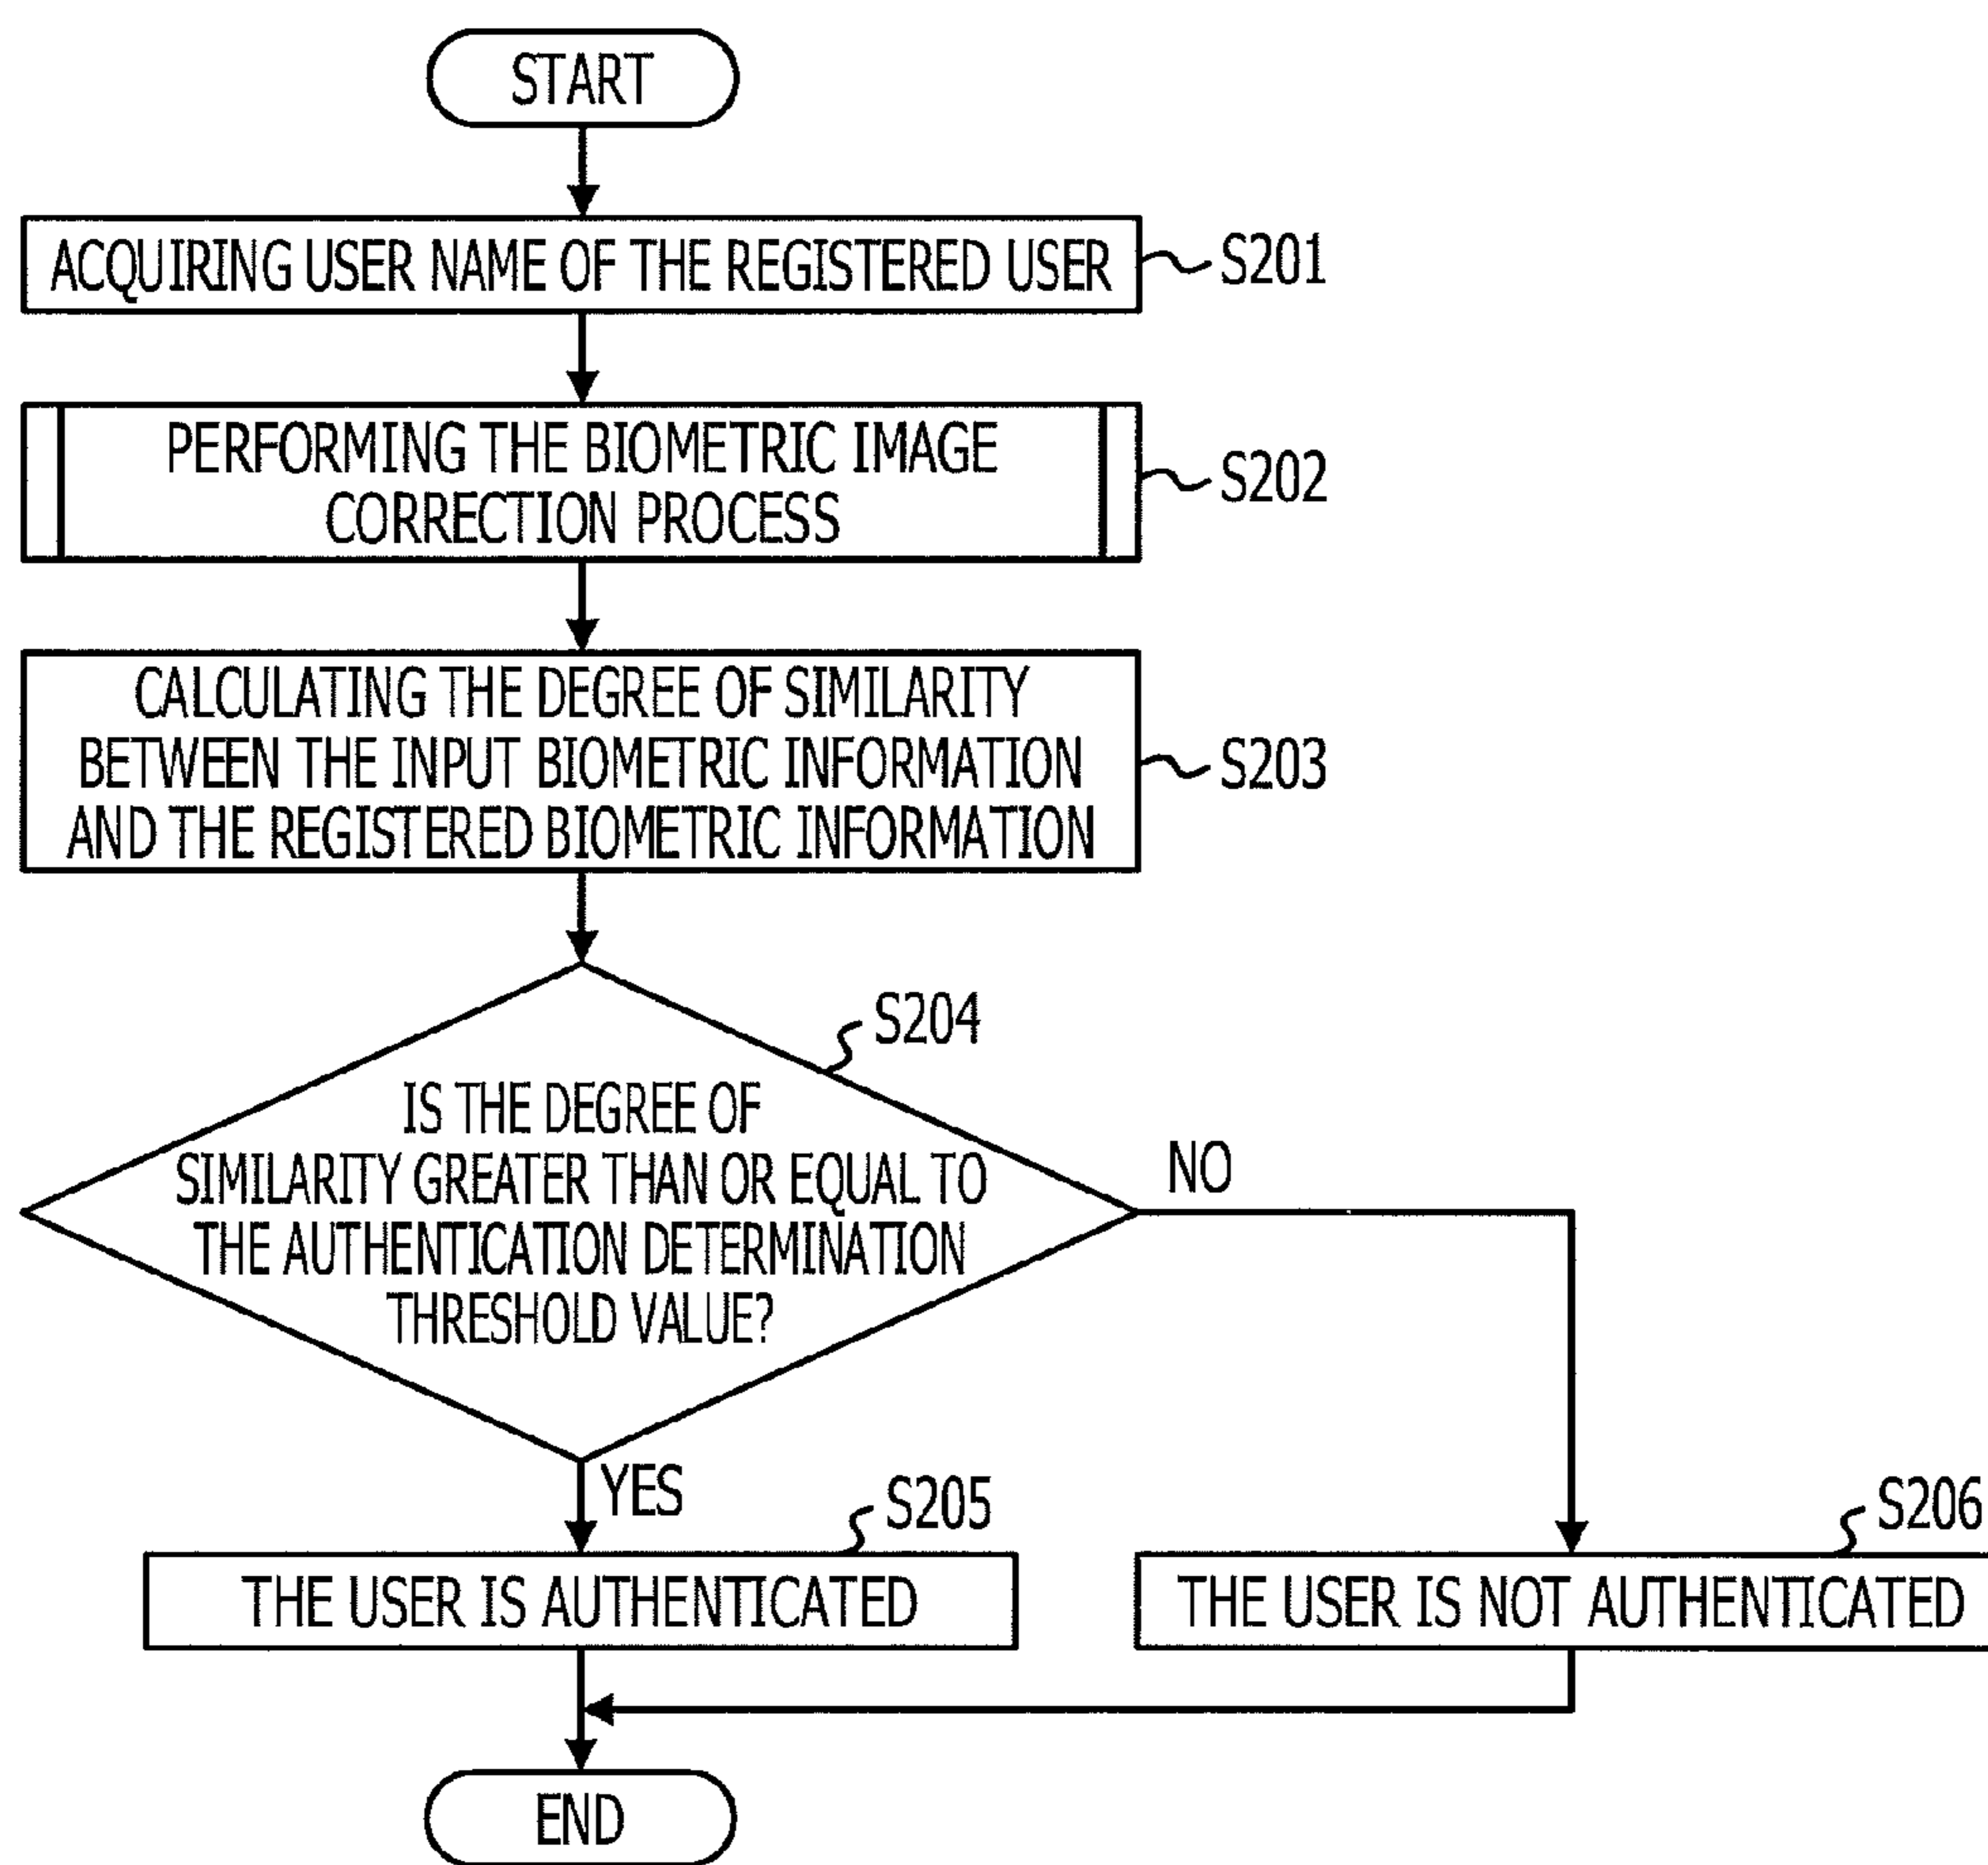 START
ACQUIRING USER NAME OF THE REGISTERED USER
S201
PERFORMING THE BIOMETRIC IMAGE
CORRECTION PROCESS
S202
CALCULATING THE DEGREE OF SIMILARITY
BETWEEN THE INPUT BIOMETRIC INFORMATION
AND THE REGISTERED BIOMETRIC INFORMATION
S203
S204
IS THE DEGREE OF
SIMILARITY GREATER THAN OR EQUAL TO
THE AUTHENTICATION DETERMINATION
THRESHOLD VALUE?
NO
YES
S205
THE USER IS AUTHENTICATED
S206
THE USER IS NOT AUTHENTICATED
END